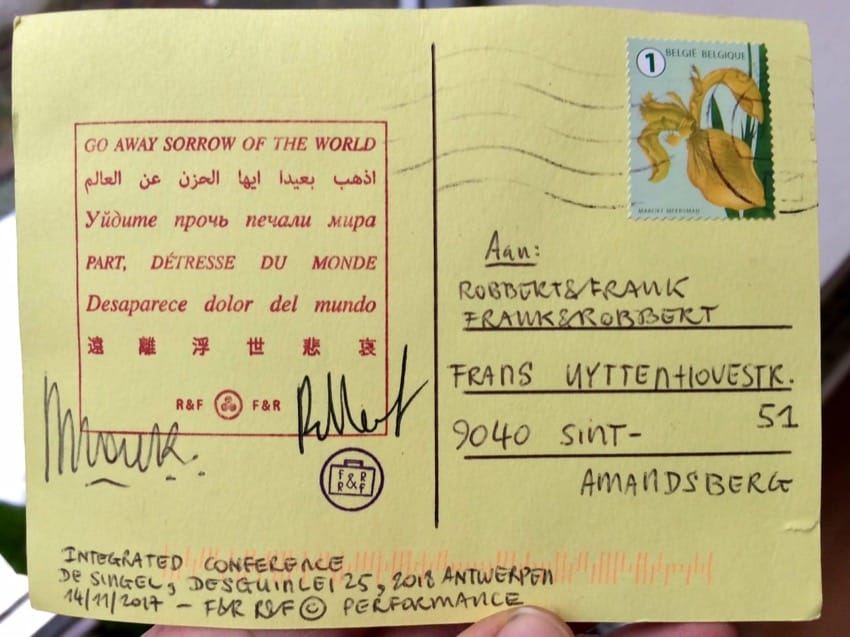 GO AWAY SORROW OF THE WORLD
اذهب بعيدا ايها الحزن عن العالم
Уйдите прочь печали мира
PART, DÉTRESSE DU MONDE
Desaparece dolor del mundo
遠 離 浮 世 悲 哀
R&F F&R
F&R
R&F
INTEGRATED CONFERENCE
DE SINGEL, DESGUINLEI 25, 2018 ANTWERPEN
14/11/2017 – F&R R&F © PERFORMANCE
1 BELGIË BELGIQUE
MARIJKE MEERSMAN
Aan:
ROBBERT&FRANK
FRANK&ROBBERT
FRANS UYTTENHOVESTR.
51
9040 SINT-
AMANDSBERG